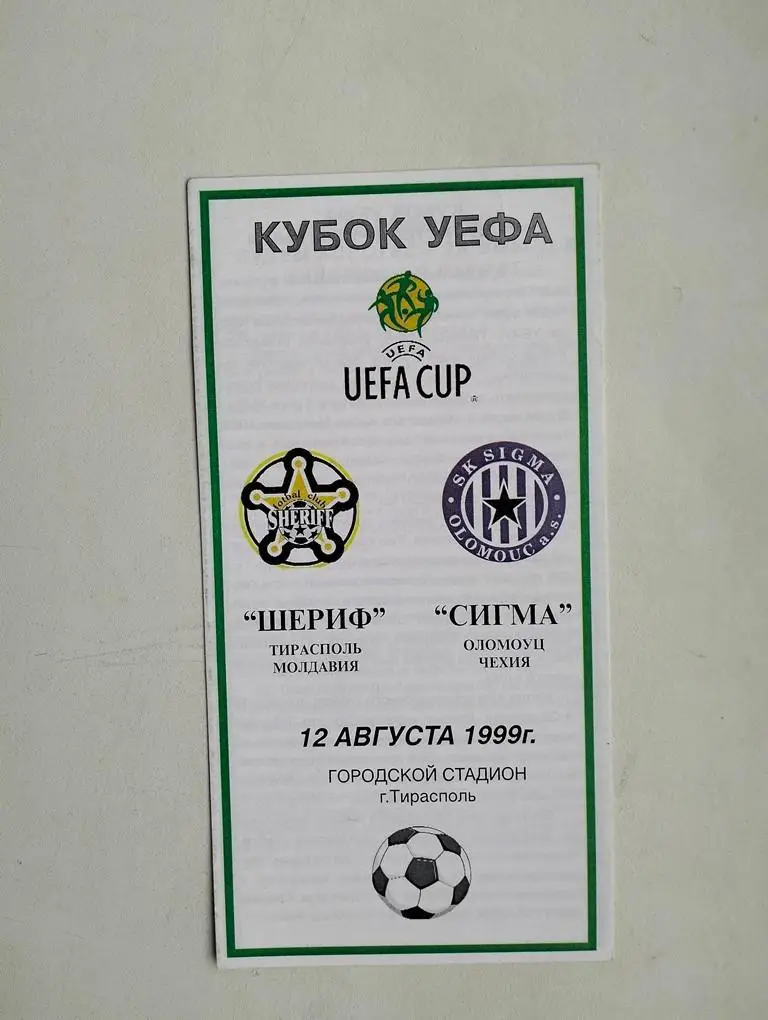 КУБОК УЕФА
UEFA
UEFA CUP ®
fotbal club
SHERIFF
SK SIGMA
OLOMOUC a.s.
“ШЕРИФ”
ТИРАСПОЛЬ
МОЛДАВИЯ
“СИГМА”
ОЛОМОУЦ
ЧЕХИЯ
12 АВГУСТА 1999г.
ГОРОДСКОЙ СТАДИОН
г.Тирасполь